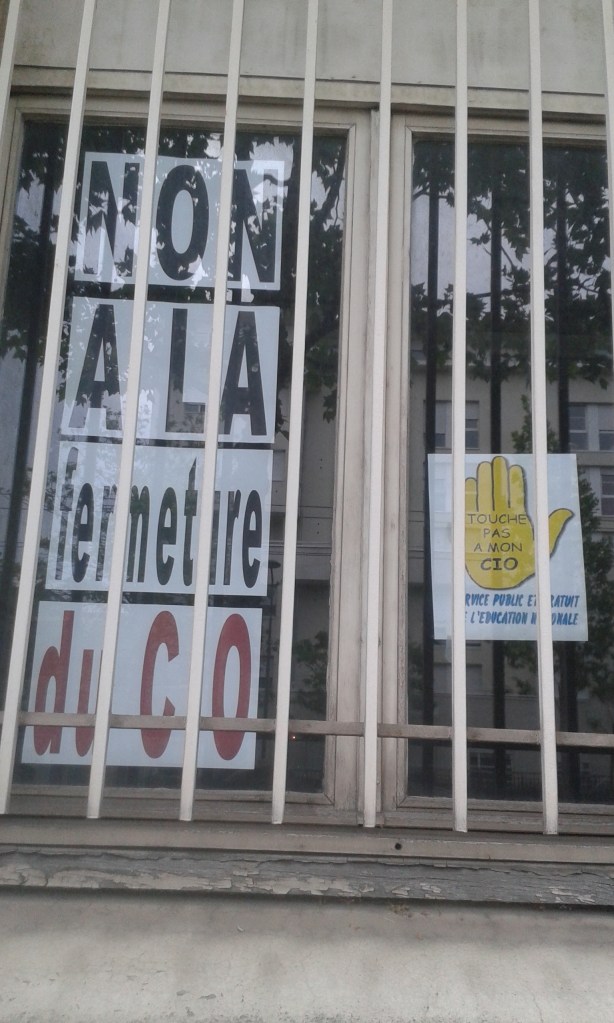 NON
A LA
fermeture
du CIO
TOUCHE
PAS
A MON
CIO
SERVICE PUBLIC ET GRATUIT
DE L'EDUCATION NATIONALE